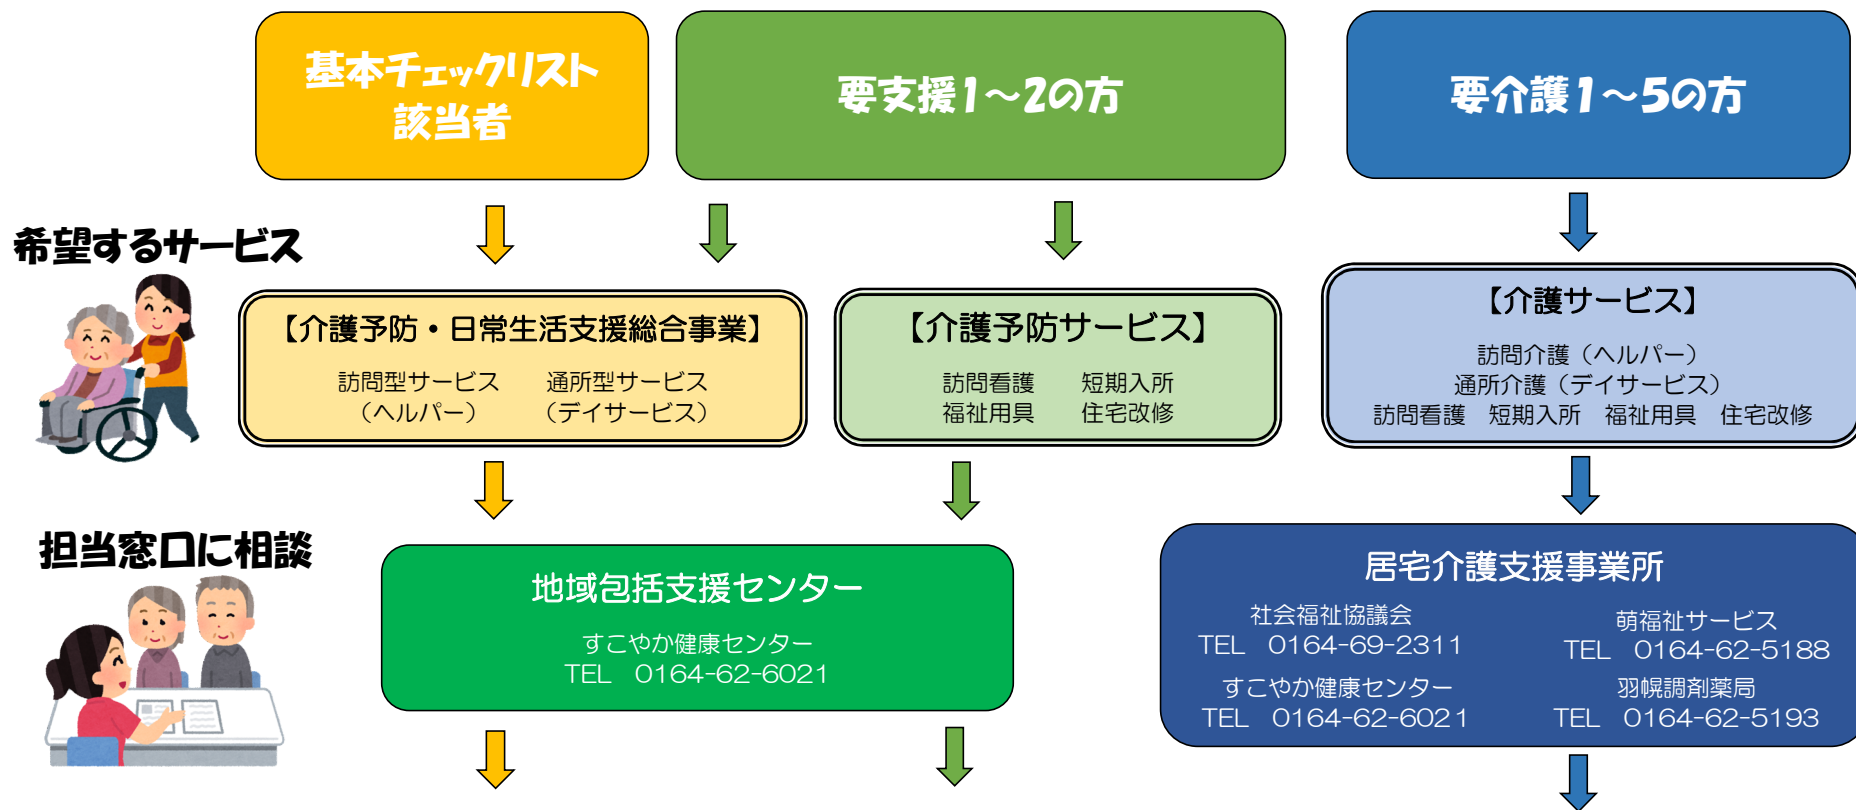 基本チェックリスト
該当者
要支援1～2の方
要介護1～5の方
希望するサービス
【介護予防・日常生活支援総合事業】
訪問型サービス　通所型サービス
（ヘルパー）　（デイサービス）
【介護予防サービス】
訪問看護　短期入所
福祉用具　住宅改修
【介護サービス】
訪問介護（ヘルパー）
通所介護（デイサービス）
訪問看護　短期入所　福祉用具　住宅改修
担当窓口に相談
地域包括支援センター
すこやか健康センター
TEL　0164-62-6021
居宅介護支援事業所
社会福祉協議会
TEL　0164-69-2311
萌福祉サービス
TEL　0164-62-5188
すこやか健康センター
TEL　0164-62-6021
羽幌調剤薬局
TEL　0164-62-5193